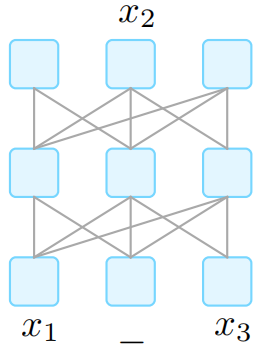 x₂
x₁ _ x₃